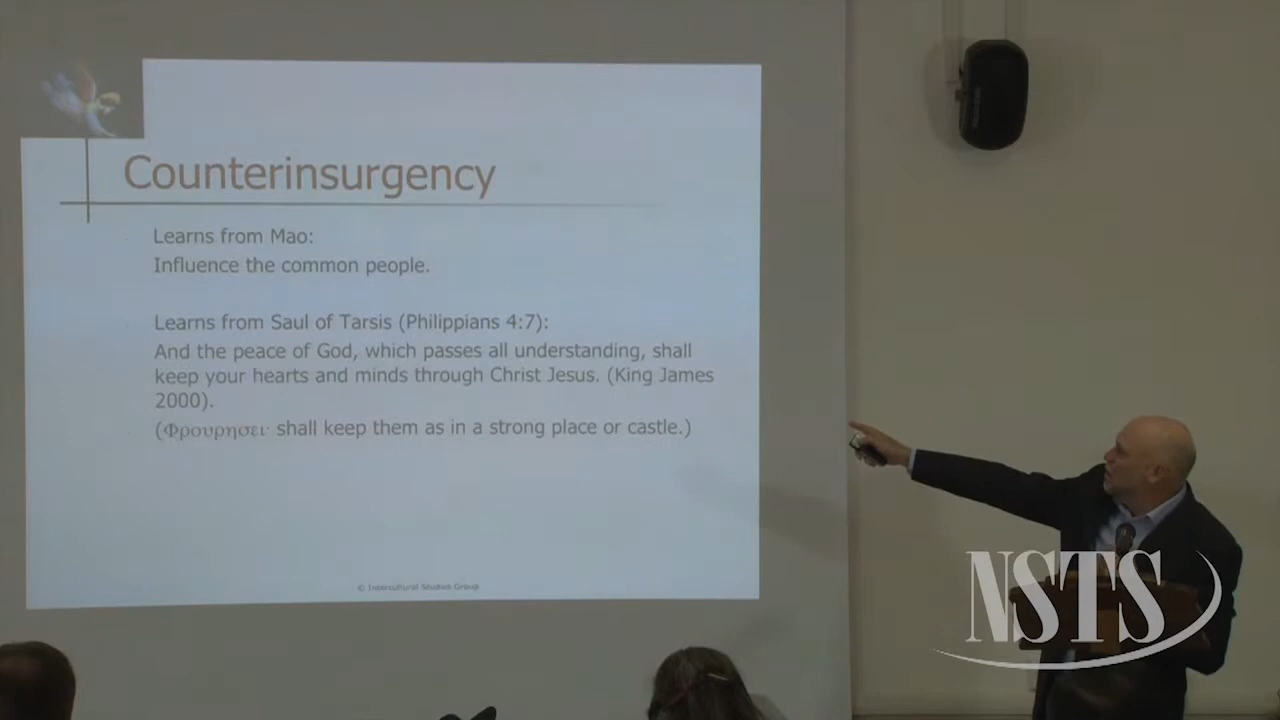 Counterinsurgency
Learns from Mao:
Influence the common people.
Learns from Saul of Tarsis (Philippians 4:7):
And the peace of God, which passes all understanding, shall
keep your hearts and minds through Christ Jesus. (King James
2000).
(Φρουρησει· shall keep them as in a strong place or castle.)
© Intercultural Studies Group
NSTS